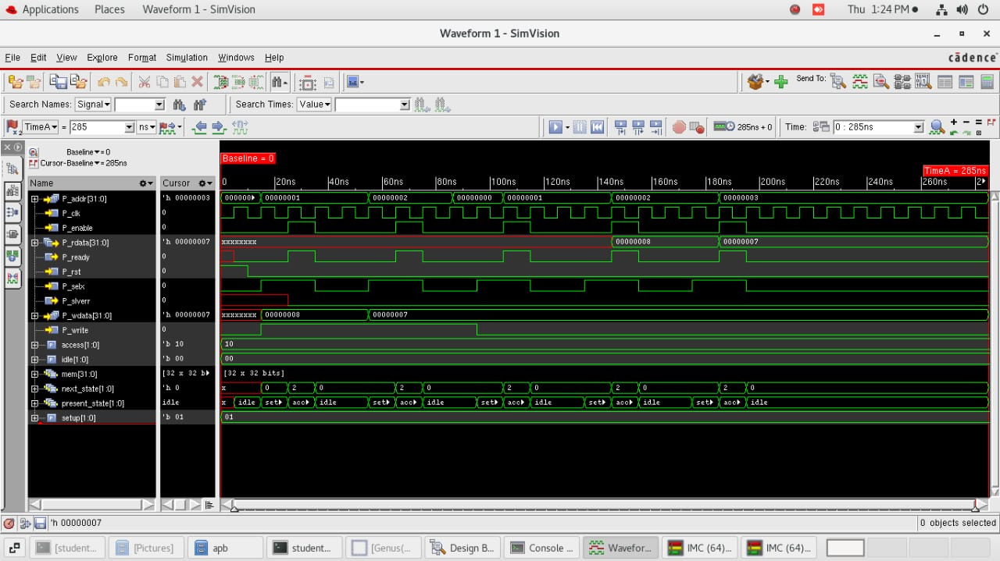 Applications Places Waveform 1 - SimVision Thu 1:24 PM
Waveform 1 - SimVision
File Edit View Explore Format Simulation Windows Help cādence
Send To:
Search Names: Signal Search Times: Value
TimeA = 285 ns 285ns + 0 Time: 0 : 285ns
Baseline = 0
Cursor-Baseline = 285ns
Baseline = 0
TimeA = 285ns
Name Cursor 0 20ns 40ns 60ns 80ns 100ns 120ns 140ns 160ns 180ns 200ns 220ns 240ns 260ns 2
P_addr[31:0] 'h 00000003 000000 00000001 00000002 00000000 00000001 00000002 00000003
P_clk 0
P_enable 0
P_rdata[31:0] 'h 00000007 xxxxxxxx 00000008 00000007
P_ready 0
P_rst 0
P_selx 0
P_slverr 0
P_wdata[31:0] 'h 00000007 xxxxxxxx 00000008 00000007
P_write 0
access[1:0] 'b 10 10
idle[1:0] 'b 00 00
mem[31:0] [32 x 32 b [32 x 32 bits]
next_state[1:0] 'h 0 x 0 2 0 2 0 2 0 2 0 2 0
present_state[1:0] idle x idle set acc idle set acc idle set acc idle set acc idle set acc idle
setup[1:0] 'b 01 01
'h 00000007 0 objects selected
[student... [Pictures] apb student... [Genus(... Design B... Console ... Wavefor... IMC (64)... IMC (64)...